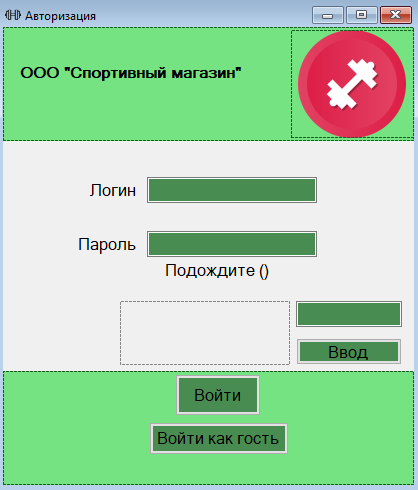 Авторизация
ООО "Спортивный магазин"
Логин
Пароль
Подождите ()
Ввод
Войти
Войти как гость